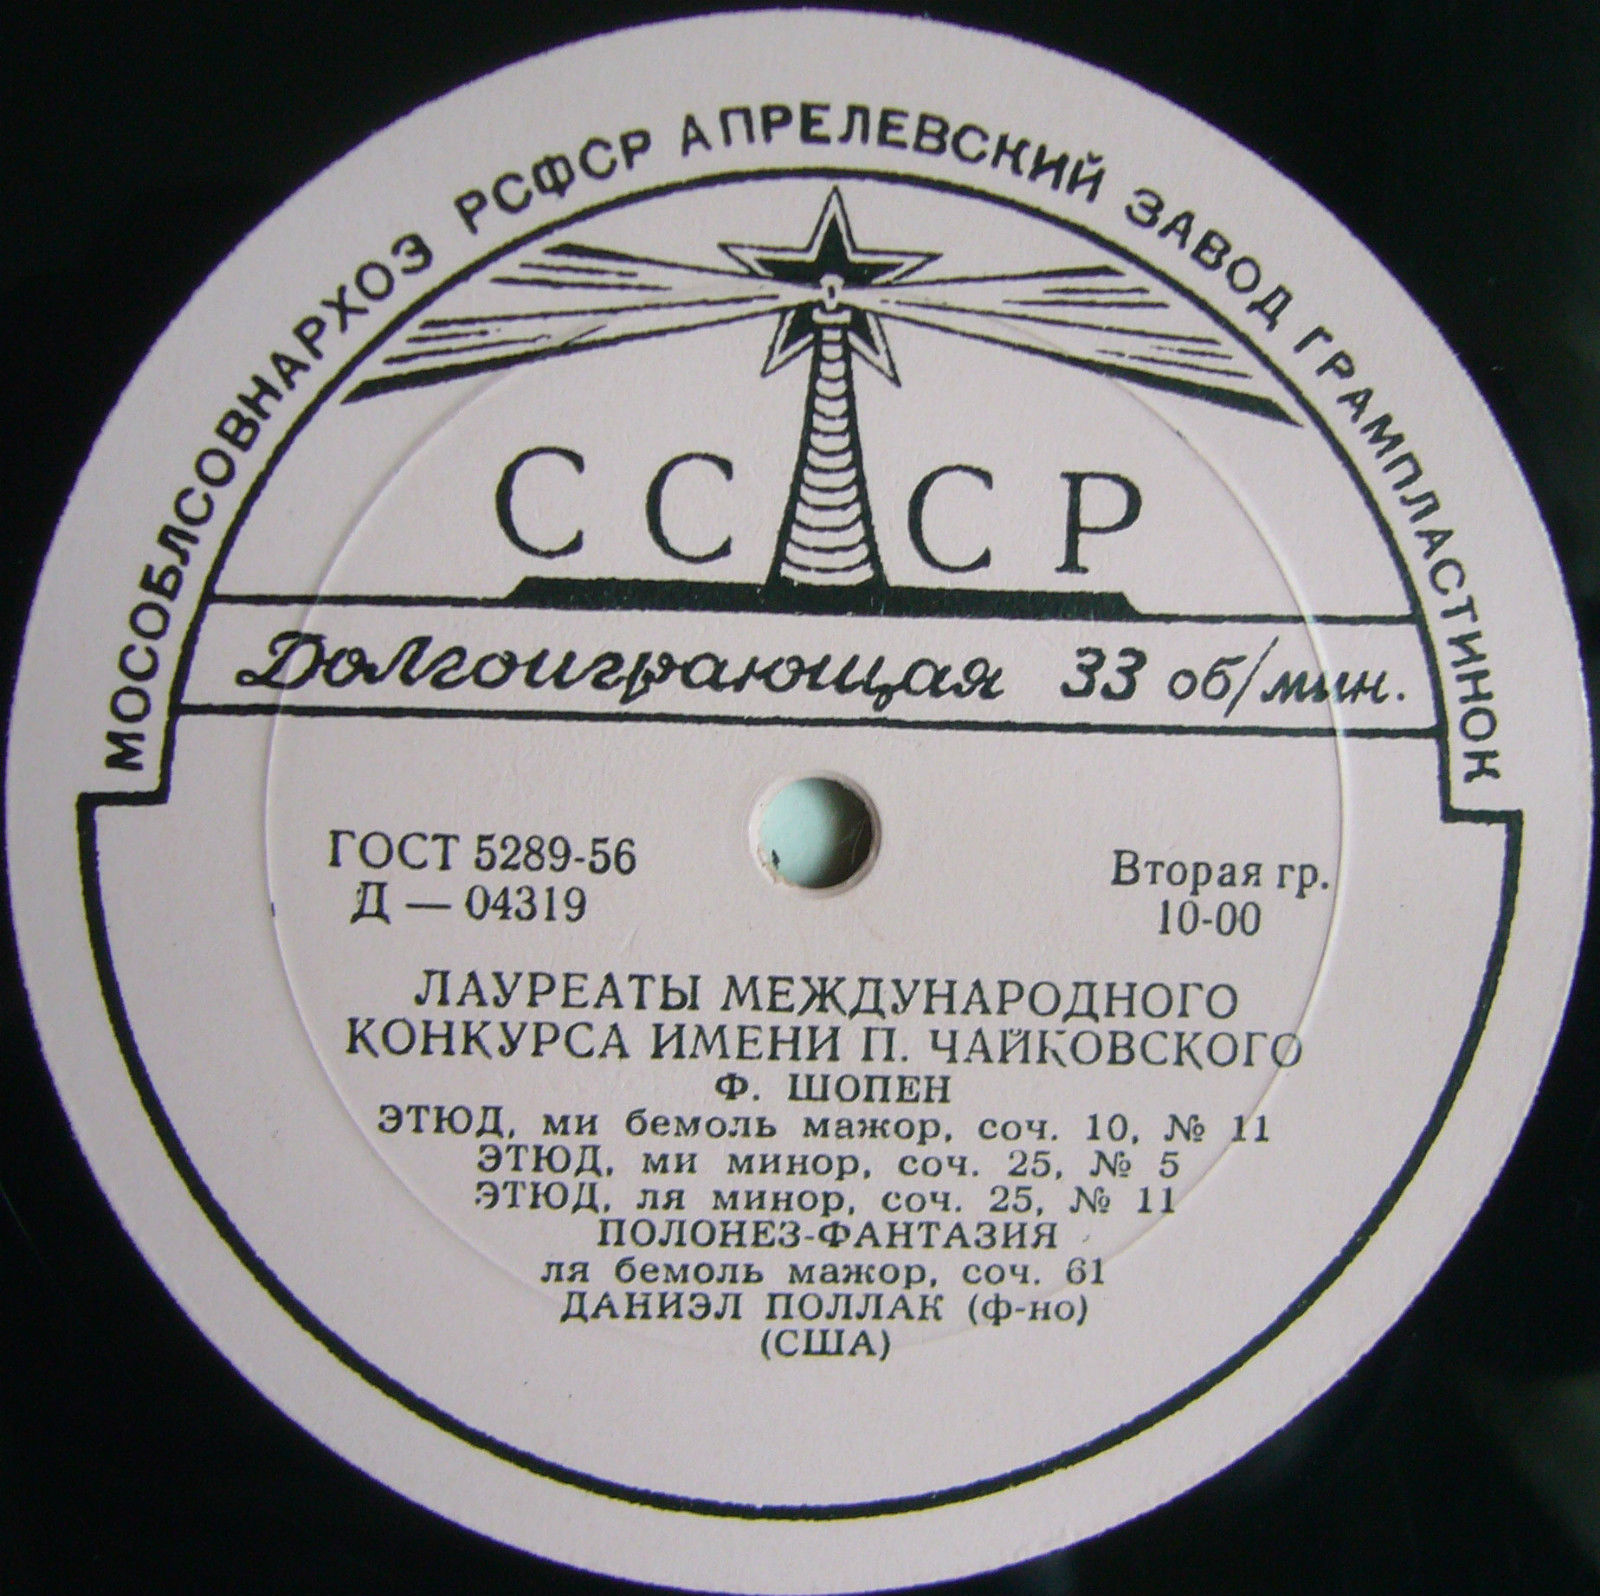 МОСОБЛСОВНАРХОЗ РСФСР АПРЕЛЕВСКИЙ ЗАВОД ГРАМПЛАСТИНОК
СССР
Долгоиграющая 33 об/мин.
ГОСТ 5289-56
Д — 04319
Вторая гр.
10-00
ЛАУРЕАТЫ МЕЖДУНАРОДНОГО
КОНКУРСА ИМЕНИ П. ЧАЙКОВСКОГО
Ф. ШОПЕН
ЭТЮД, ми бемоль мажор, соч. 10, № 11
ЭТЮД, ми минор, соч. 25, № 5
ЭТЮД, ля минор, соч. 25, № 11
ПОЛОНЕЗ-ФАНТАЗИЯ
ля бемоль мажор, соч. 61
ДАНИЭЛ ПОЛЛАК (ф-но)
(США)